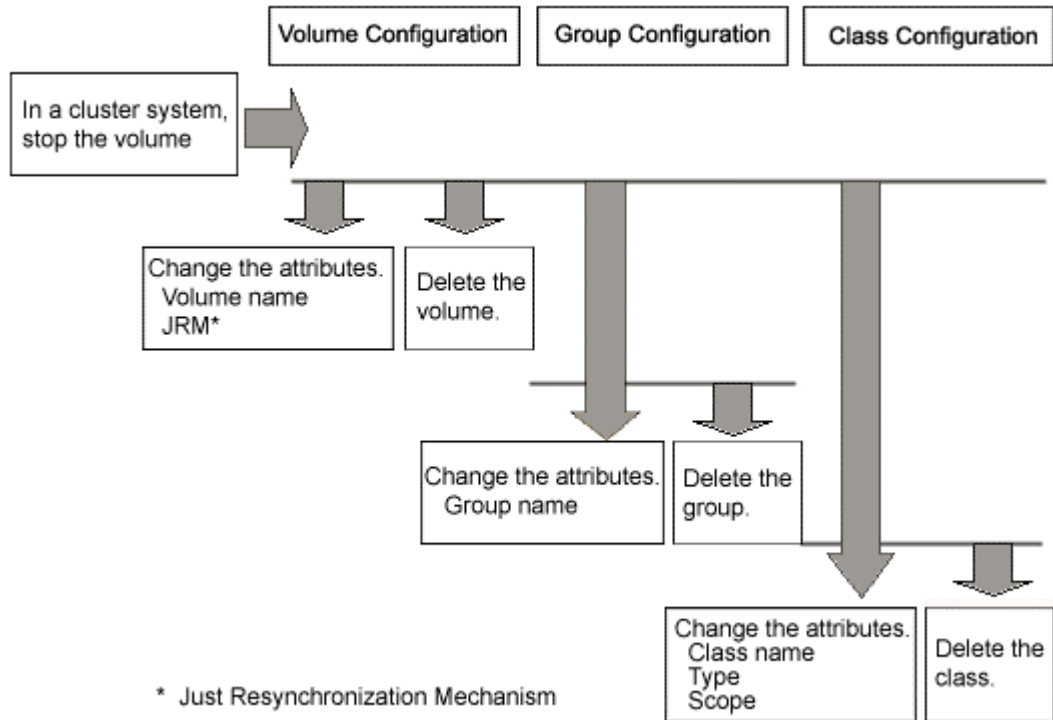 Volume Configuration
Group Configuration
Class Configuration
In a cluster system,
stop the volume
Change the attributes.
Volume name
JRM*
Delete the
volume.
Change the attributes.
Group name
Delete the
group.
Change the attributes.
Class name
Type
Scope
Delete the
class.
* Just Resynchronization Mechanism